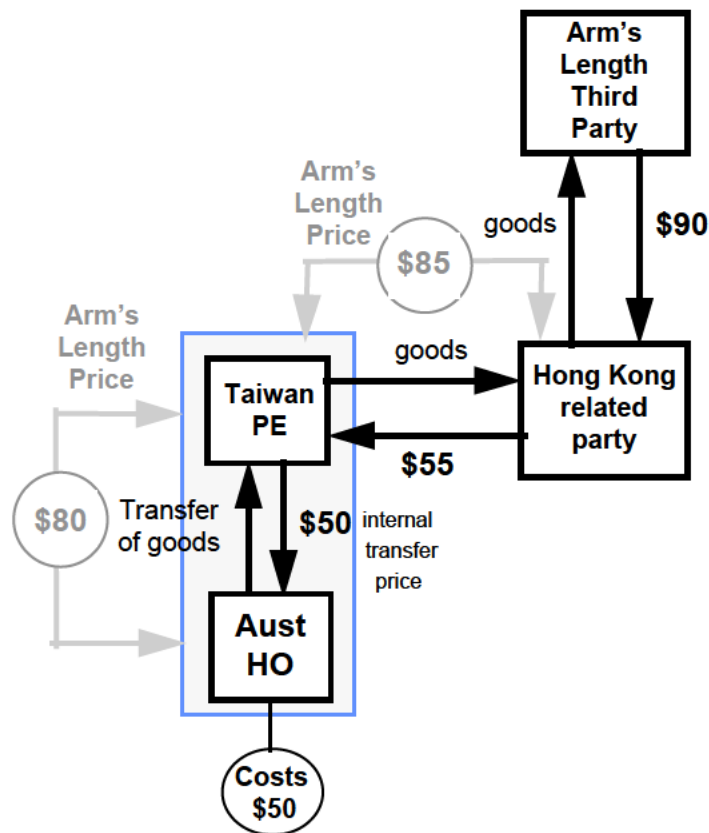 Arm’s
Length
Third
Party
Arm’s
Length
Price
goods
$90
$85
Arm’s
Length
Price
goods
Taiwan
PE
Hong Kong
related
party
$55
$80
Transfer
of goods
$50
internal
transfer
price
Aust
HO
Costs
$50